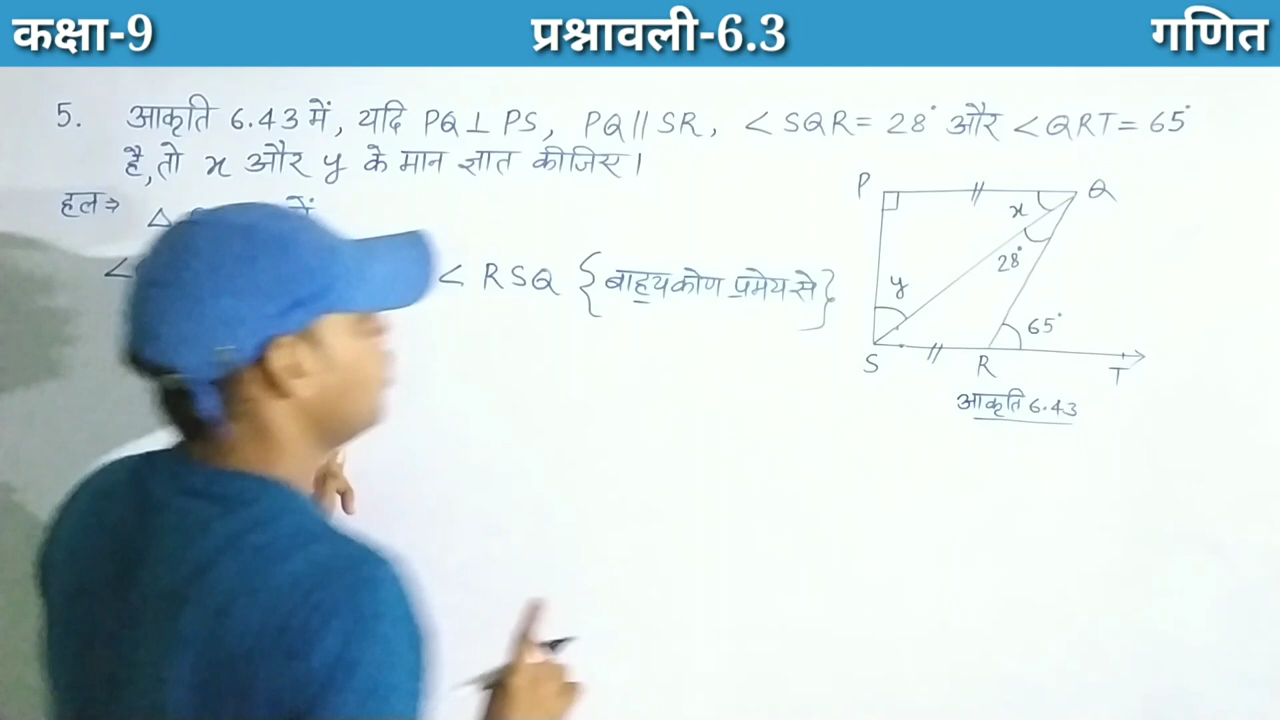 कक्षा-9 प्रश्नावली-6.3 गणित
5. आकृति 6.43 में, यदि PQ⊥PS, PQ||SR, ∠SQR= 28° और ∠QRT= 65°
है, तो x और y के मान ज्ञात कीजिए।
हल⇒ △ में
∠ ∠ RSQ {बाह्यकोण प्रमेय से}
P Q
x
28°
y
65°
S R T
आकृति 6.43